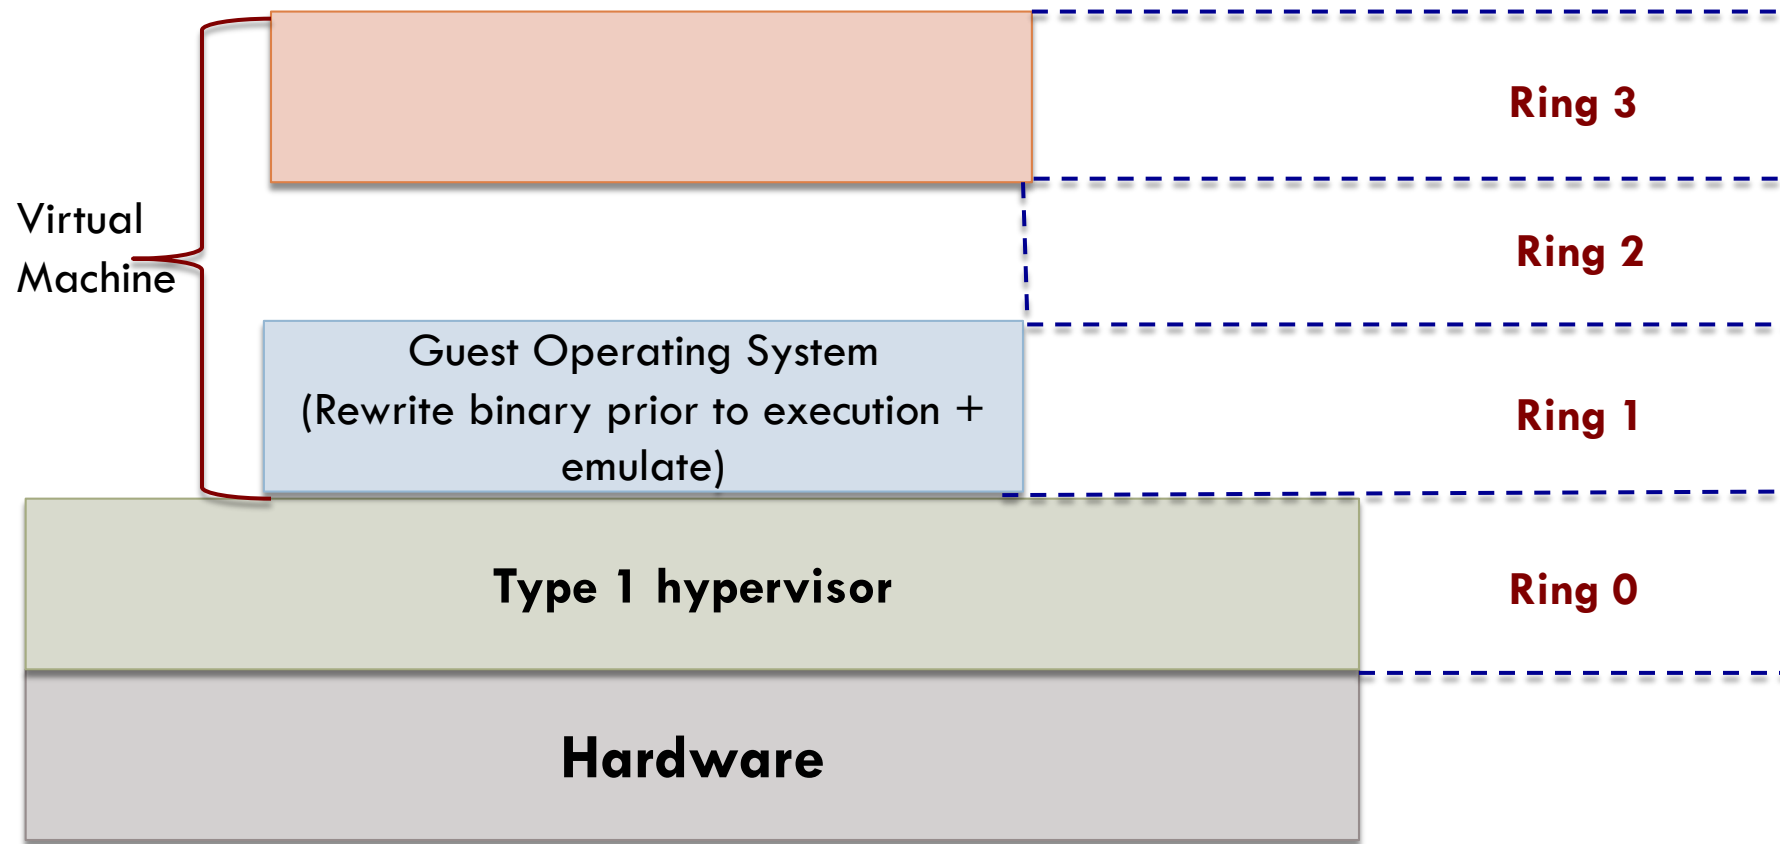 Ring 3
Virtual
Machine
Ring 2
Guest Operating System
(Rewrite binary prior to execution +
emulate)
Ring 1
Type 1 hypervisor
Ring 0
Hardware